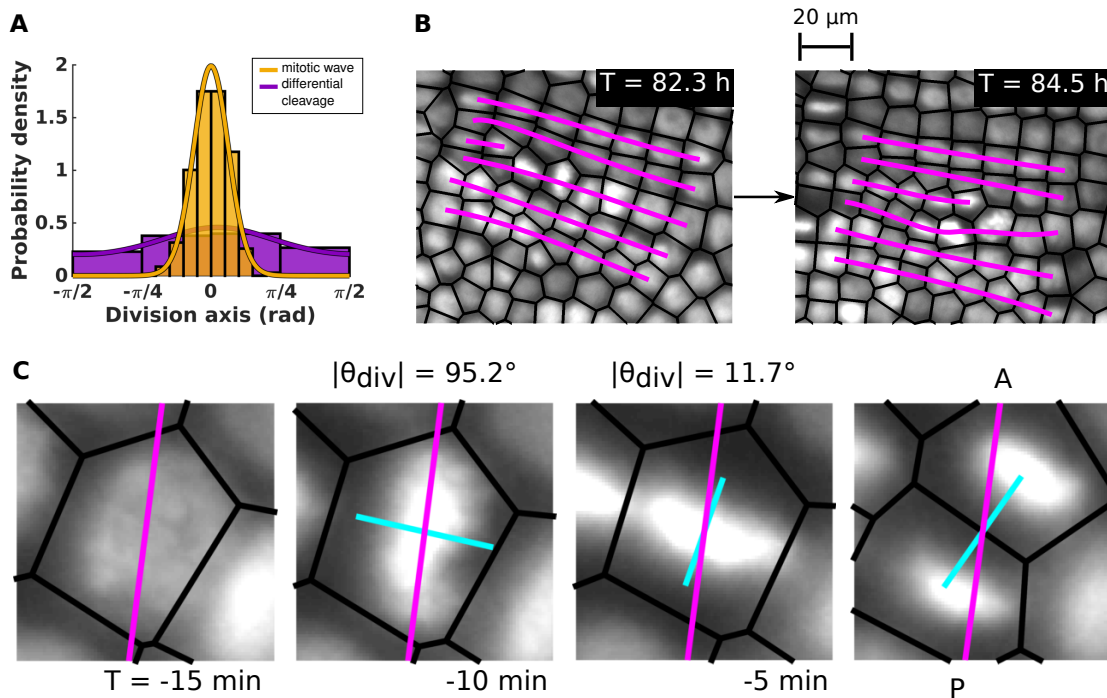 A
Probability density
2
1.5
1
0.5
0
-π/2
-π/4
0
π/4
π/2
Division axis (rad)
mitotic wave
differential
cleavage
B
20 μm
T = 82.3 h
T = 84.5 h
C
|θdiv| = 95.2°
|θdiv| = 11.7°
A
T = -15 min
-10 min
-5 min
P